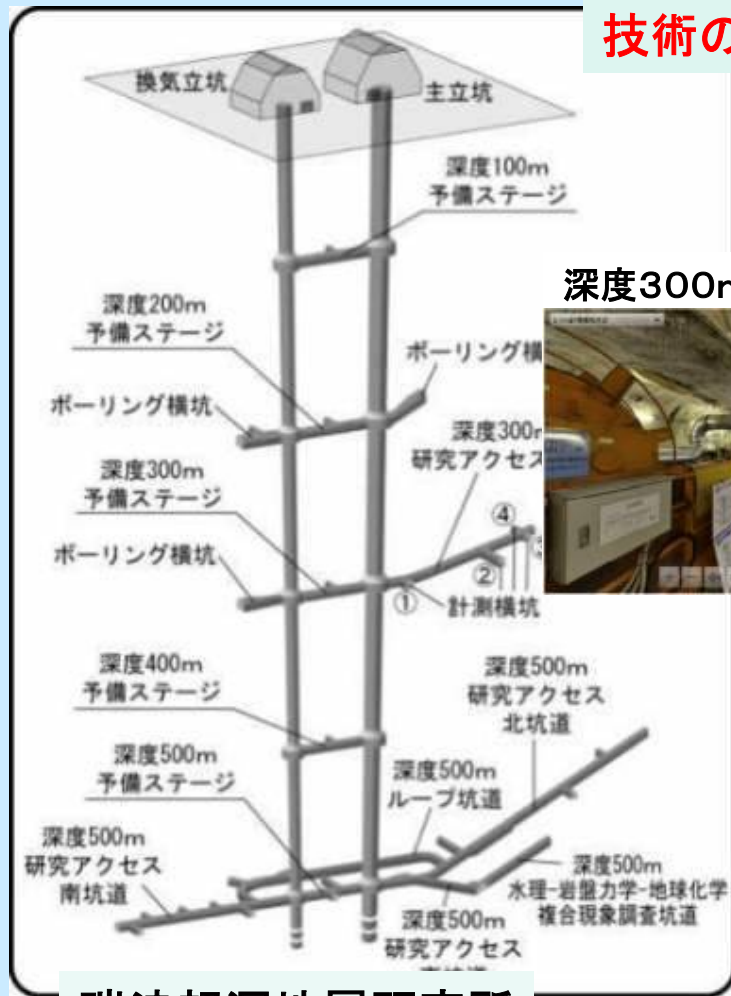 技術の
換気立坑
主立坑
深度100m
予備ステージ
深度300m
深度200m
予備ステージ
ボーリング横
ボーリング横坑
深度300m
研究アクセス
深度300m
予備ステージ
④
ボーリング横坑
②
①
計測横坑
深度400m
予備ステージ
深度500m
研究アクセス
北坑道
深度500m
予備ステージ
深度500m
ループ坑道
深度500m
研究アクセス
南坑道
深度500m
水理-岩盤力学-地球化学
複合現象調査坑道
深度500m
研究アクセス